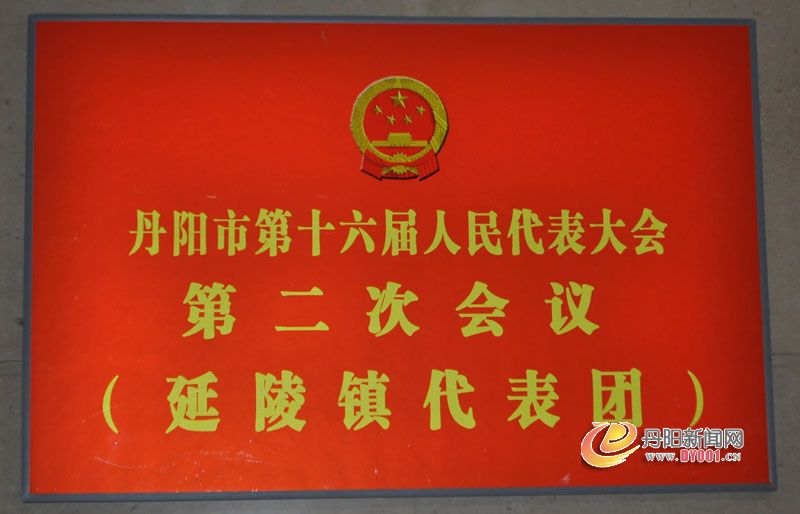 丹阳市第十六届人民代表大会
第二次会议
（延陵镇代表团）
丹阳新闻网
www.DY001.cn